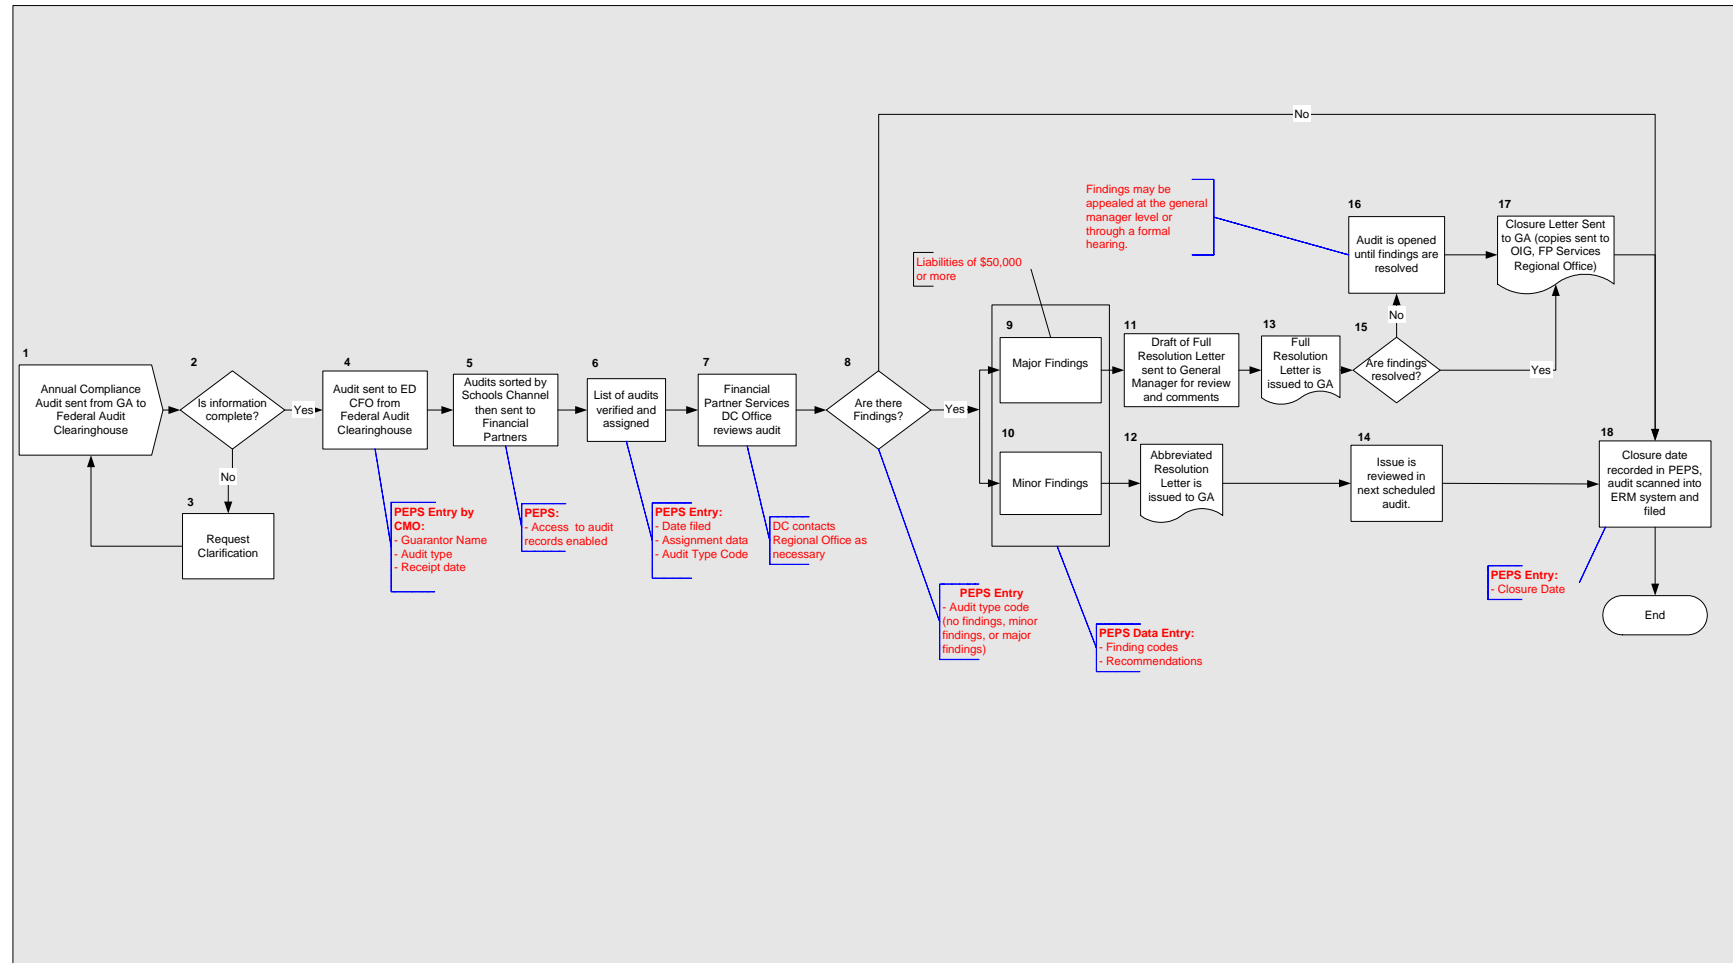 No
Findings may be
appealed at the general
manager level or
through a formal
hearing.
16
Audit is opened
until findings are
resolved
17
Closure Letter Sent
to GA (copies sent to
OIG, FP Services
Regional Office)
Liabilities of $50,000
or more
1
Annual Compliance
Audit sent from GA to
Federal Audit
Clearinghouse
2
Is information
complete?
Yes
No
3
Request
Clarification
4
Audit sent to ED
CFO from
Federal Audit
Clearinghouse
5
Audits sorted by
Schools Channel
then sent to
Financial
Partners
6
List of audits
verified and
assigned
7
Financial
Partner Services
DC Office
reviews audit
8
Are there
Findings?
Yes
9
Major Findings
10
Minor Findings
11
Draft of Full
Resolution Letter
sent to General
Manager for review
and comments
13
Full
Resolution
Letter is
issued to GA
15
Are findings
resolved?
No
Yes
12
Abbreviated
Resolution
Letter is
issued to GA
14
Issue is
reviewed in
next scheduled
audit.
18
Closure date
recorded in PEPS,
audit scanned into
ERM system and
filed
PEPS Entry by
CMO:
- Guarantor Name
- Audit type
- Receipt date
PEPS:
- Access to audit
records enabled
PEPS Entry:
- Date filed
- Assignment data
- Audit Type Code
DC contacts
Regional Office as
necessary
PEPS Entry
- Audit type code
(no findings, minor
findings, or major
findings)
PEPS Data Entry:
- Finding codes
- Recommendations
PEPS Entry:
- Closure Date
End